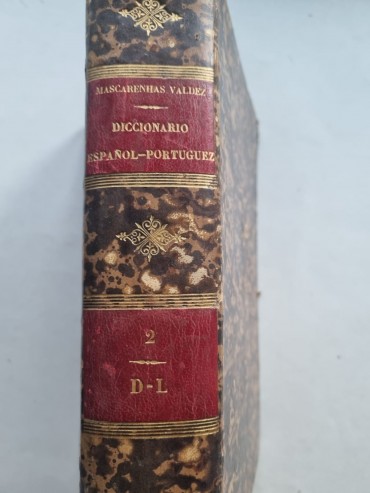 MASCARENHAS VALDEZ
DICCIONARIO
ESPAÑOL-PORTUGUEZ
2
D-L